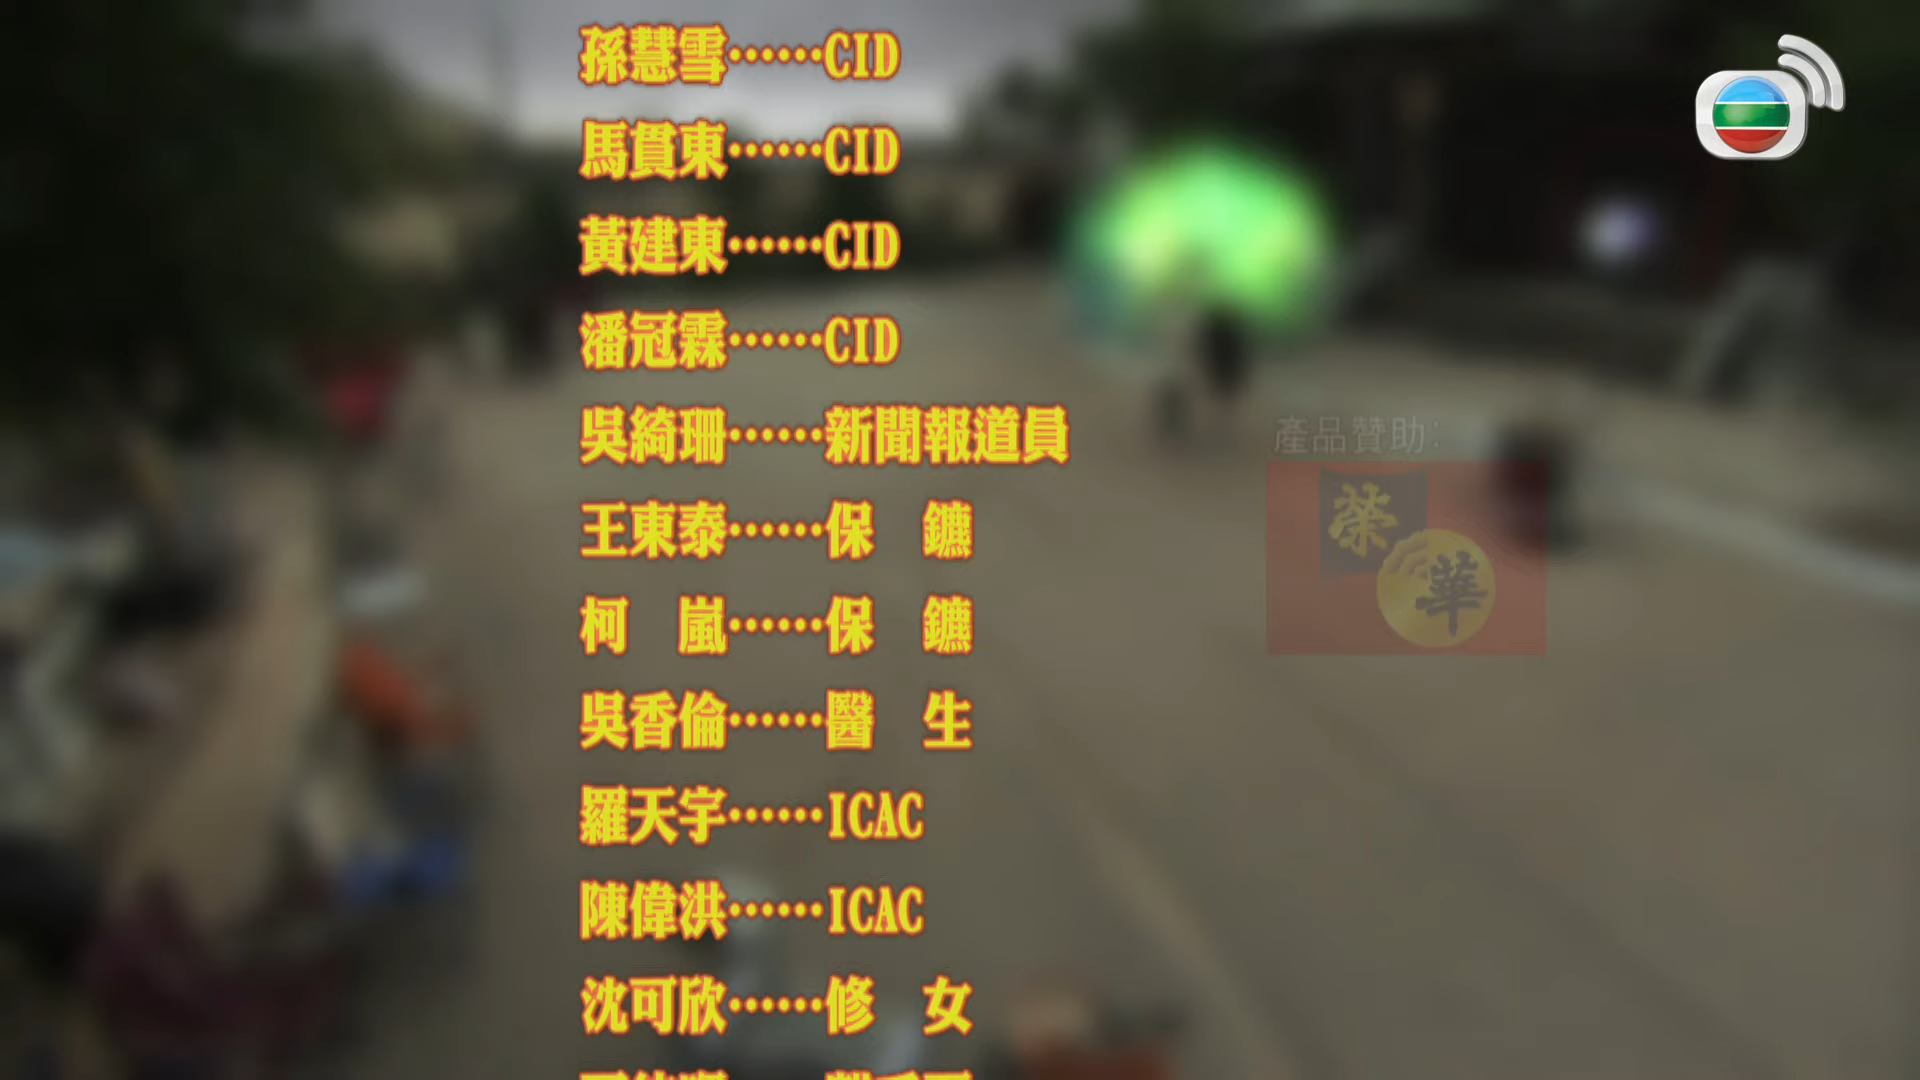 孫慧雪……CID
馬貫東……CID
黃建東……CID
潘冠霖……CID
吳綺珊……新聞報道員
王東泰……保　鑣
柯　嵐……保　鑣
吳香倫……醫　生
羅天宇……ICAC
陳偉洪……ICAC
沈可欣……修　女
產品贊助：
榮華